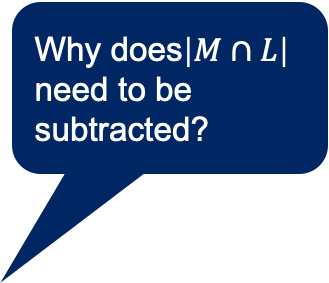 Why does|𝑀 ∩ 𝐿|
need to be
subtracted?